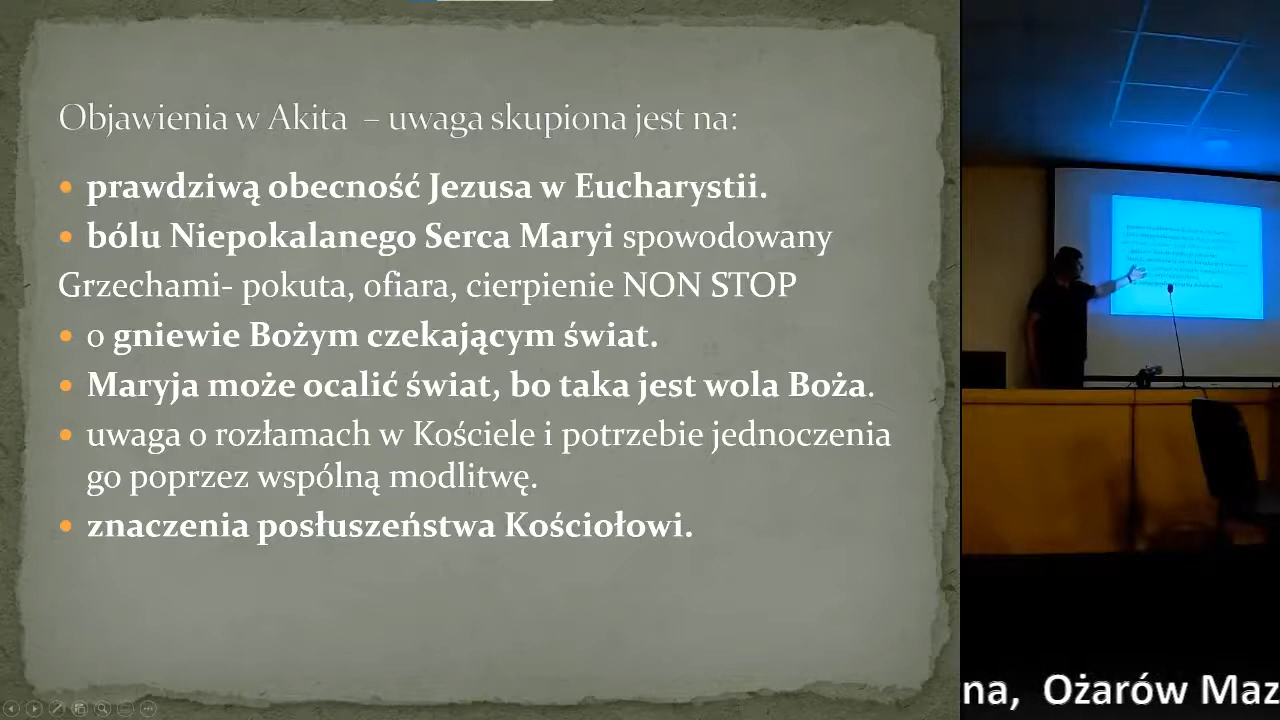 Objawienia w Akita – uwaga skupiona jest na:
• prawdziwą obecność Jezusa w Eucharystii.
• bólu Niepokalanego Serca Maryi spowodowany
Grzechami- pokuta, ofiara, cierpienie NON STOP
• o gniewie Bożym czekającym świat.
• Maryja może ocalić świat, bo taka jest wola Boża.
• uwaga o rozłamach w Kościele i potrzebie jednoczenia
go poprzez wspólną modlitwę.
• znaczenia posłuszeństwa Kościołowi.
na, Ożarów Maz